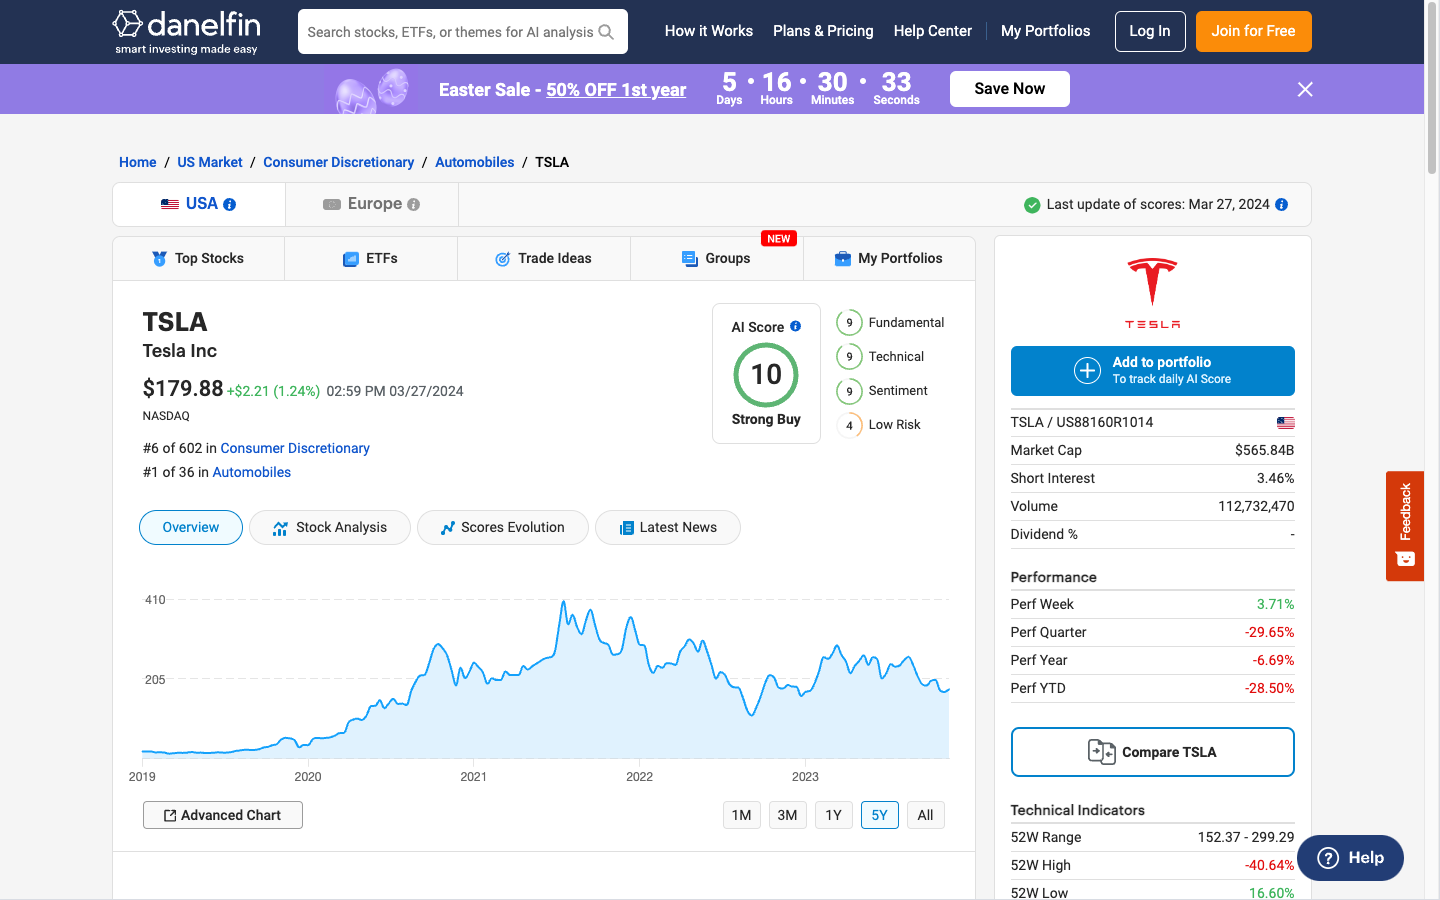 danelfin
smart investing made easy
Search stocks, ETFs, or themes for AI analysis
How it Works
Plans & Pricing
Help Center
My Portfolios
Log In
Join for Free
Easter Sale - 50% OFF 1st year
5 • 16 • 30 • 33
Days Hours Minutes Seconds
Save Now
Home / US Market / Consumer Discretionary / Automobiles / TSLA
USA
Europe
Last update of scores: Mar 27, 2024
Top Stocks
ETFs
Trade Ideas
Groups
NEW
My Portfolios
TSLA
Tesla Inc
$179.88 +$2.21 (1.24%) 02:59 PM 03/27/2024
NASDAQ
#6 of 602 in Consumer Discretionary
#1 of 36 in Automobiles
AI Score
10
Strong Buy
9 Fundamental
9 Technical
9 Sentiment
4 Low Risk
Overview
Stock Analysis
Scores Evolution
Latest News
410
205
2019 2020 2021 2022 2023
Advanced Chart
1M 3M 1Y 5Y All
TESLA
Add to portfolio
To track daily AI Score
TSLA / US88160R1014
Market Cap $565.84B
Short Interest 3.46%
Volume 112,732,470
Dividend % -
Performance
Perf Week 3.71%
Perf Quarter -29.65%
Perf Year -6.69%
Perf YTD -28.50%
Compare TSLA
Technical Indicators
52W Range 152.37 - 299.29
52W High -40.64%
52W Low 16.60%
Feedback
Help